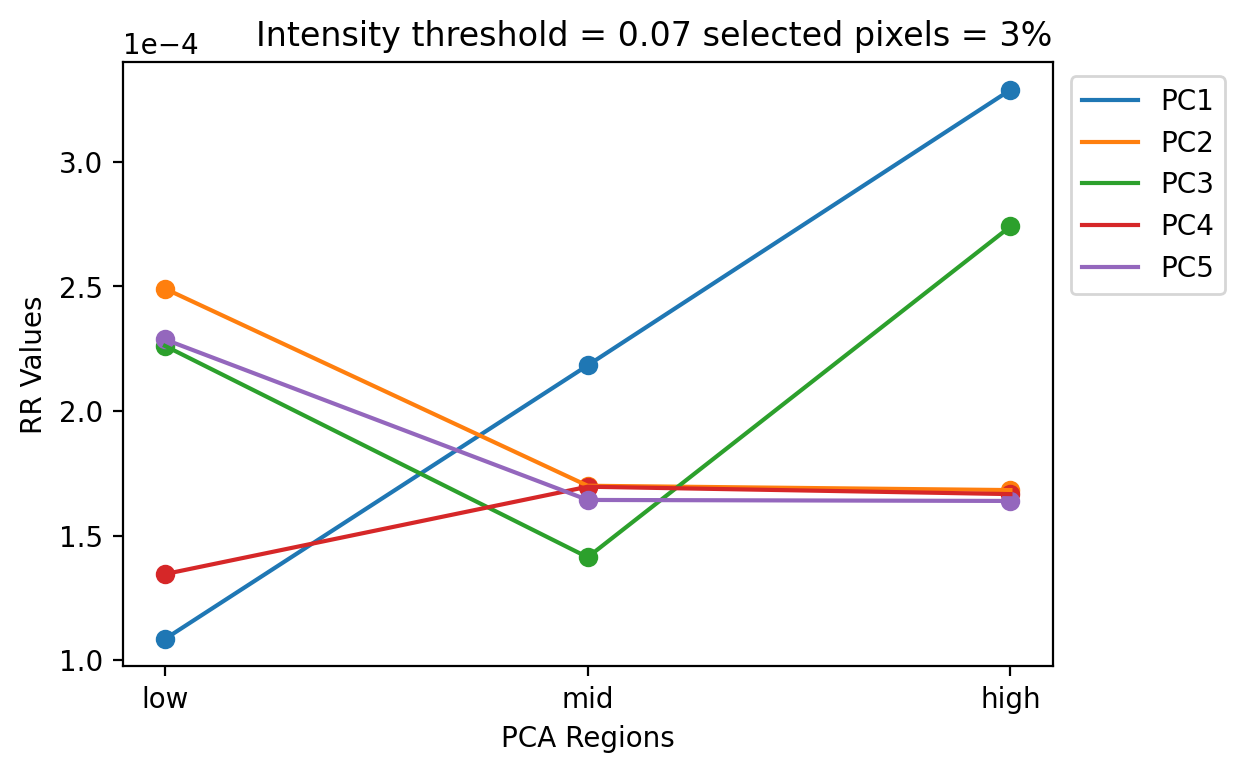 Intensity threshold = 0.07 selected pixels = 3%
1e−4
3.0
2.5
2.0
1.5
1.0
RR Values
low
mid
high
PCA Regions
PC1
PC2
PC3
PC4
PC5